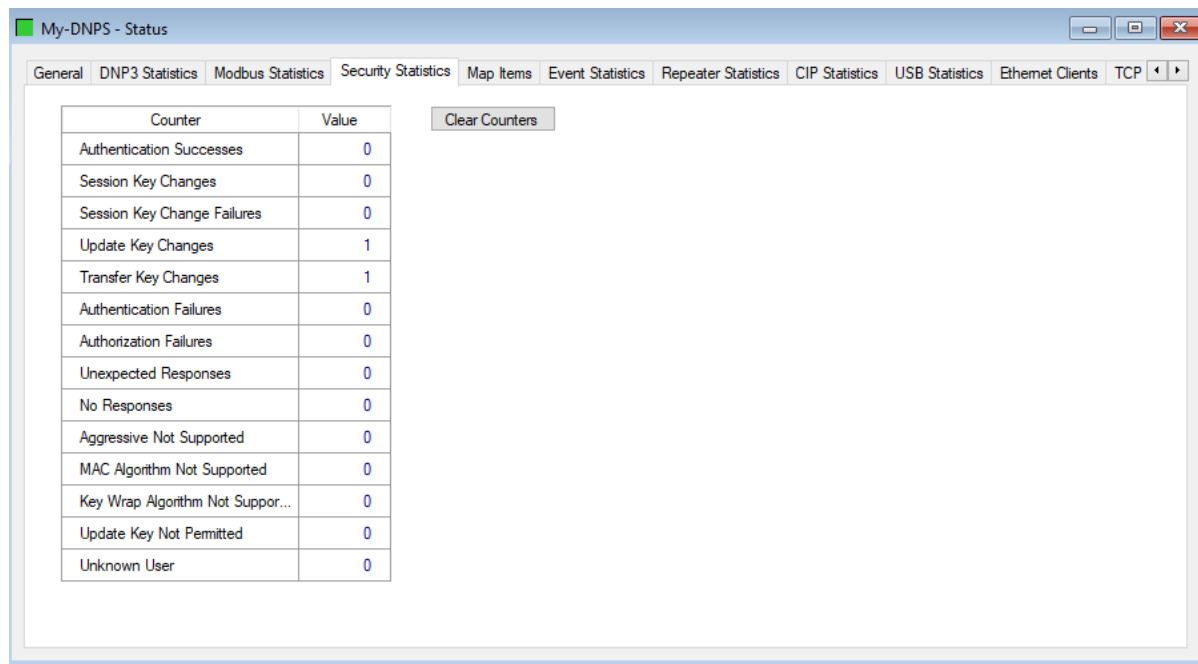 My-DNPS - Status
General DNP3 Statistics Modbus Statistics Security Statistics Map Items Event Statistics Repeater Statistics CIP Statistics USB Statistics Ethernet Clients TCP
Counter Value Clear Counters
Authentication Successes 0
Session Key Changes 0
Session Key Change Failures 0
Update Key Changes 1
Transfer Key Changes 1
Authentication Failures 0
Authorization Failures 0
Unexpected Responses 0
No Responses 0
Aggressive Not Supported 0
MAC Algorithm Not Supported 0
Key Wrap Algorithm Not Suppor... 0
Update Key Not Permitted 0
Unknown User 0